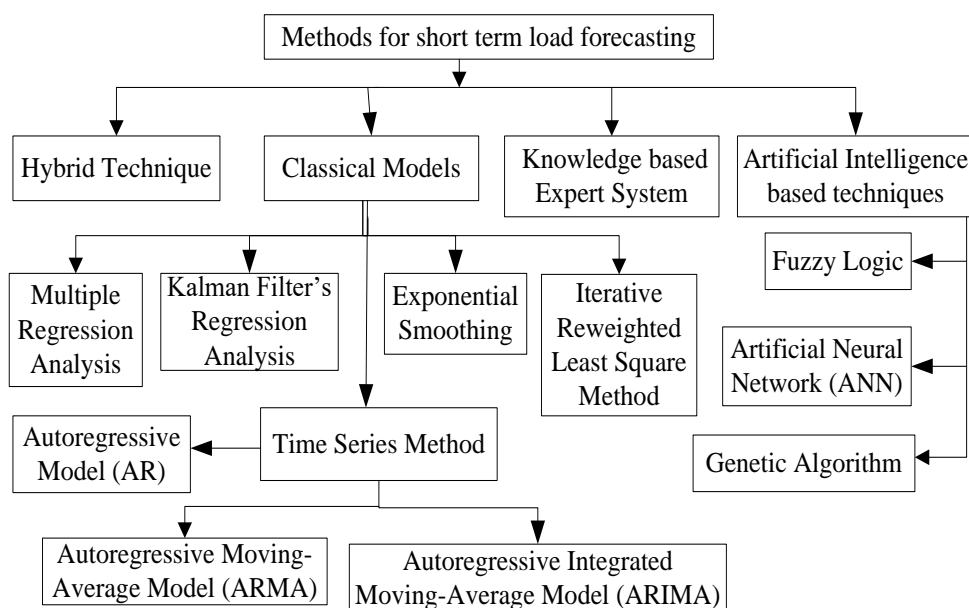 Methods for short term load forecasting
Hybrid Technique
Classical Models
Knowledge based
Expert System
Artificial Intelligence
based techniques
Multiple
Regression
Analysis
Kalman Filter's
Regression
Analysis
Exponential
Smoothing
Iterative
Reweighted
Least Square
Method
Fuzzy Logic
Artificial Neural
Network (ANN)
Genetic Algorithm
Time Series Method
Autoregressive
Model (AR)
Autoregressive Moving-
Average Model (ARMA)
Autoregressive Integrated
Moving-Average Model (ARIMA)